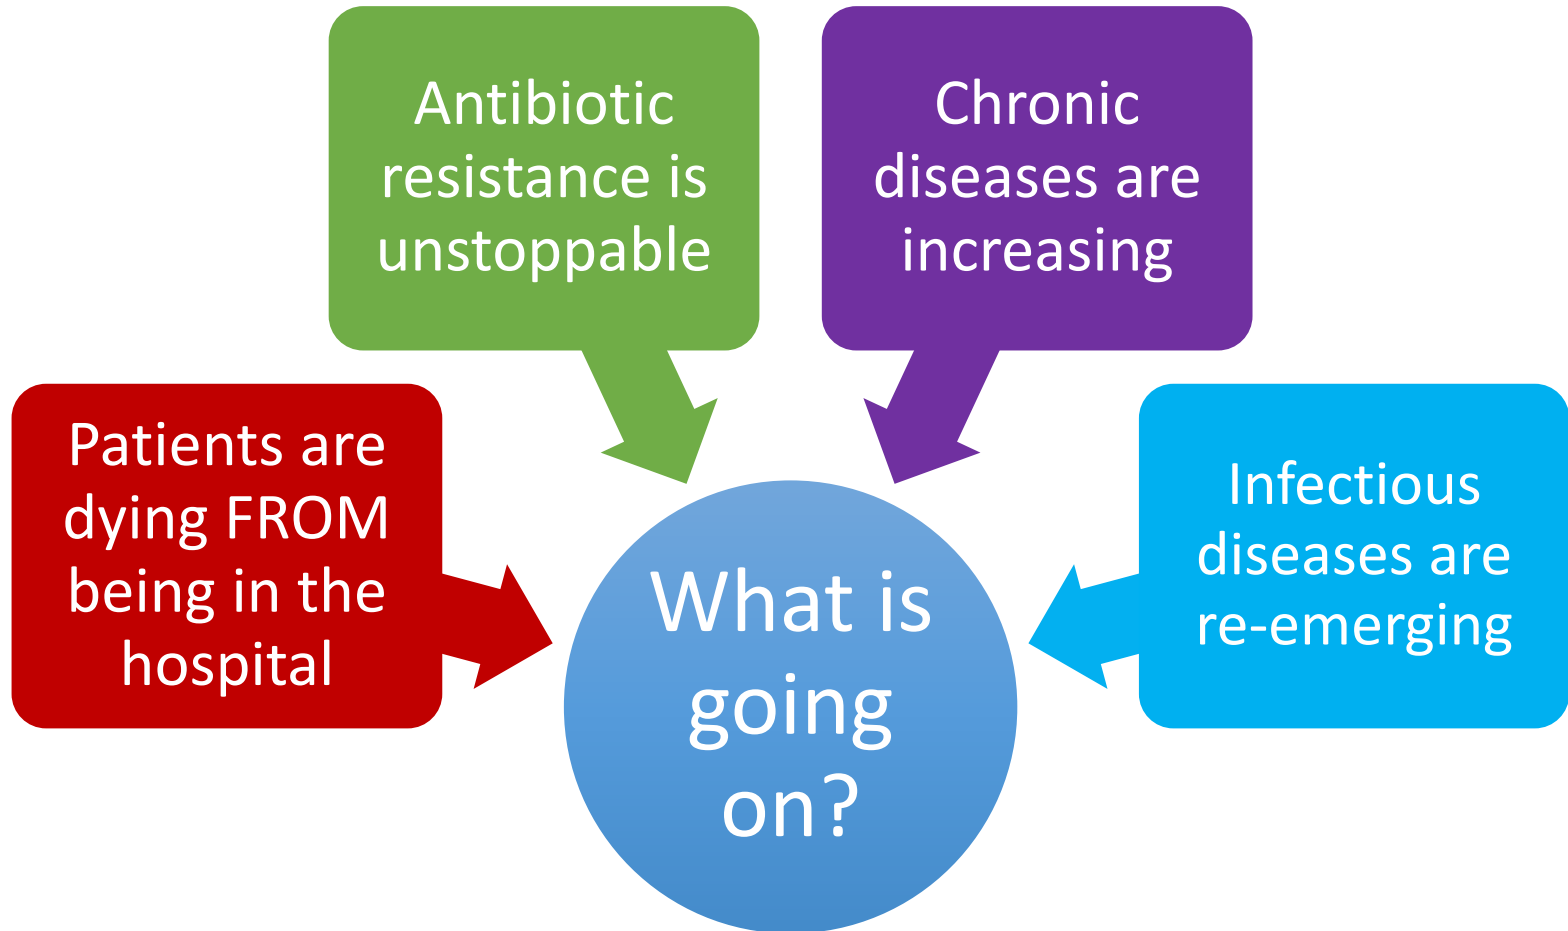 Antibiotic
resistance is
unstoppable
Chronic
diseases are
increasing
Patients are
dying FROM
being in the
hospital
Infectious
diseases are
re-emerging
What is
going
on?